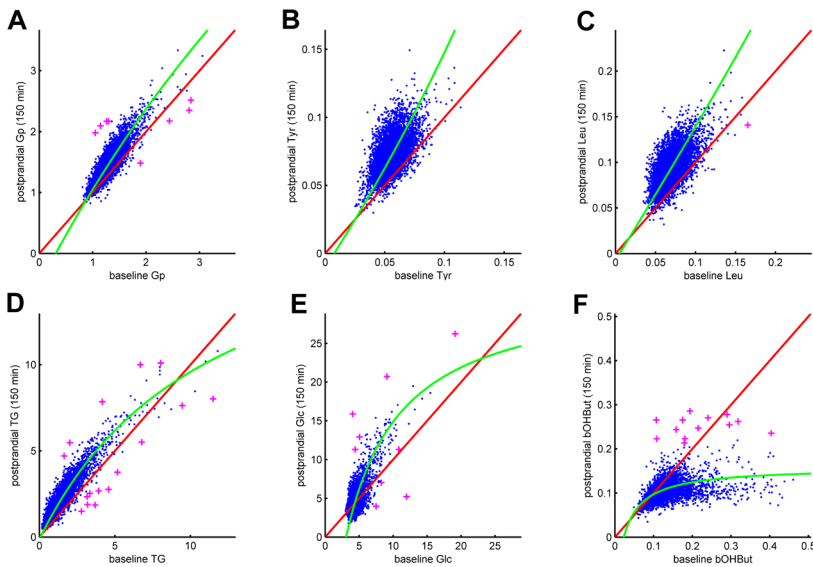 A
postprandial Gp (150 min)
3
2
1
0
0 1 2 3
baseline Gp
B
postprandial Tyr (150 min)
0.15
0.1
0.05
0
0 0.05 0.1 0.15
baseline Tyr
C
postprandial Leu (150 min)
0.2
0.15
0.1
0.05
0
0 0.05 0.1 0.15 0.2
baseline Leu
D
postprandial TG (150 min)
10
5
0
0 5 10
baseline TG
E
postprandial Glc (150 min)
25
20
15
10
5
0
0 5 10 15 20 25
baseline Glc
F
postprandial bOHBut (150 min)
0.5
0.4
0.3
0.2
0.1
0
0 0.1 0.2 0.3 0.4 0.5
baseline bOHBut